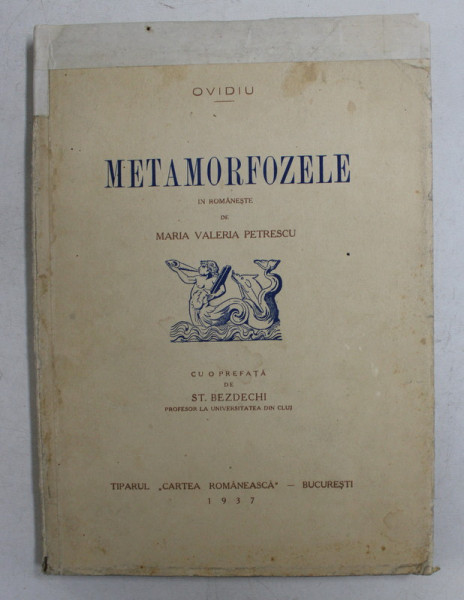 OVIDIU
METAMORFOZELE
IN ROMÂNEȘTE
DE
MARIA VALERIA PETRESCU
CU O PREFAȚĂ
DE
ST. BEZDECHI
PROFESOR LA UNIVERSITATEA DIN CLUJ
TIPARUL „CARTEA ROMÂNEASCĂ” — BUCUREȘTI
1957